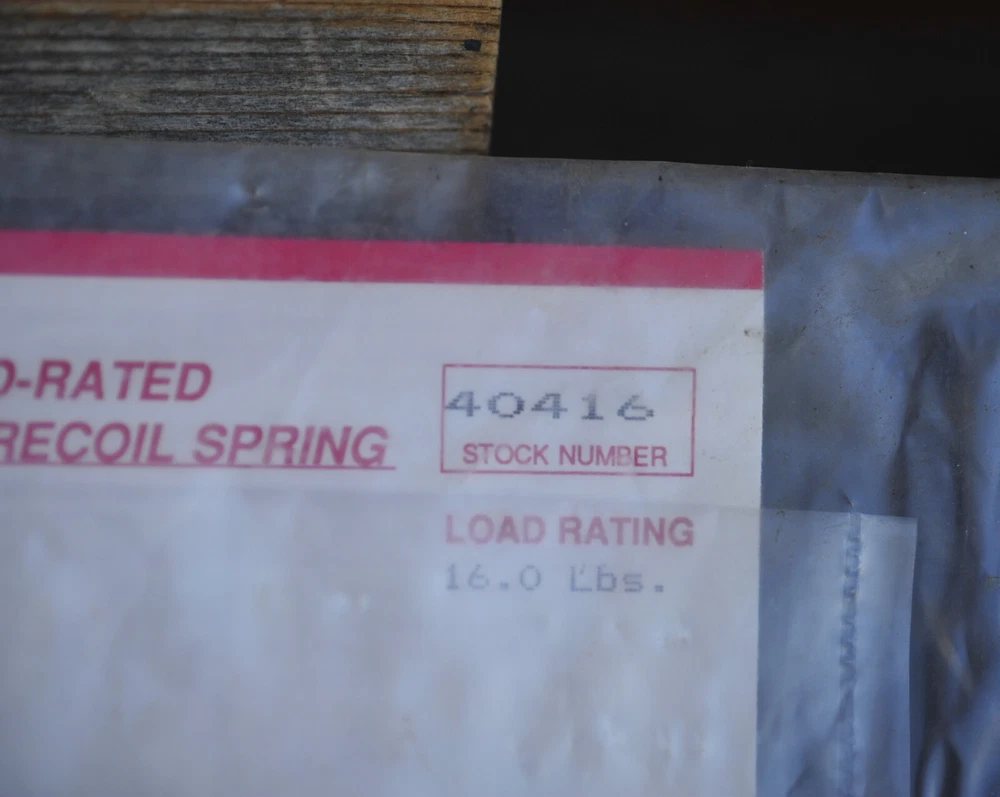 D-RATED
RECOIL SPRING
40416
STOCK NUMBER
LOAD RATING
16.0 Lbs.